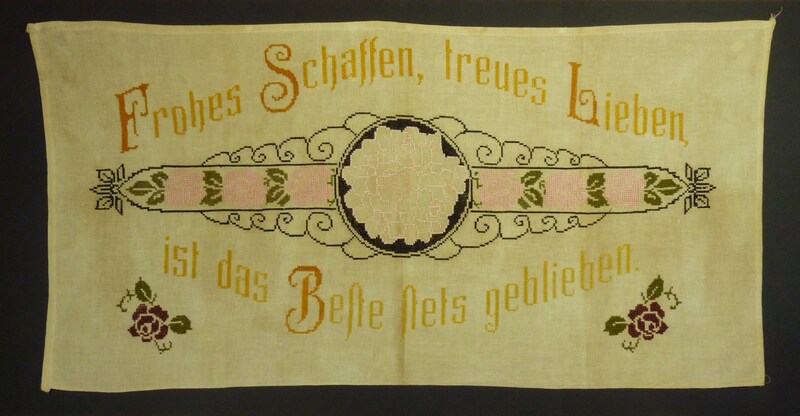 Frohes Schaffen, treues Lieben,
ist das Beſte ſtets geblieben.